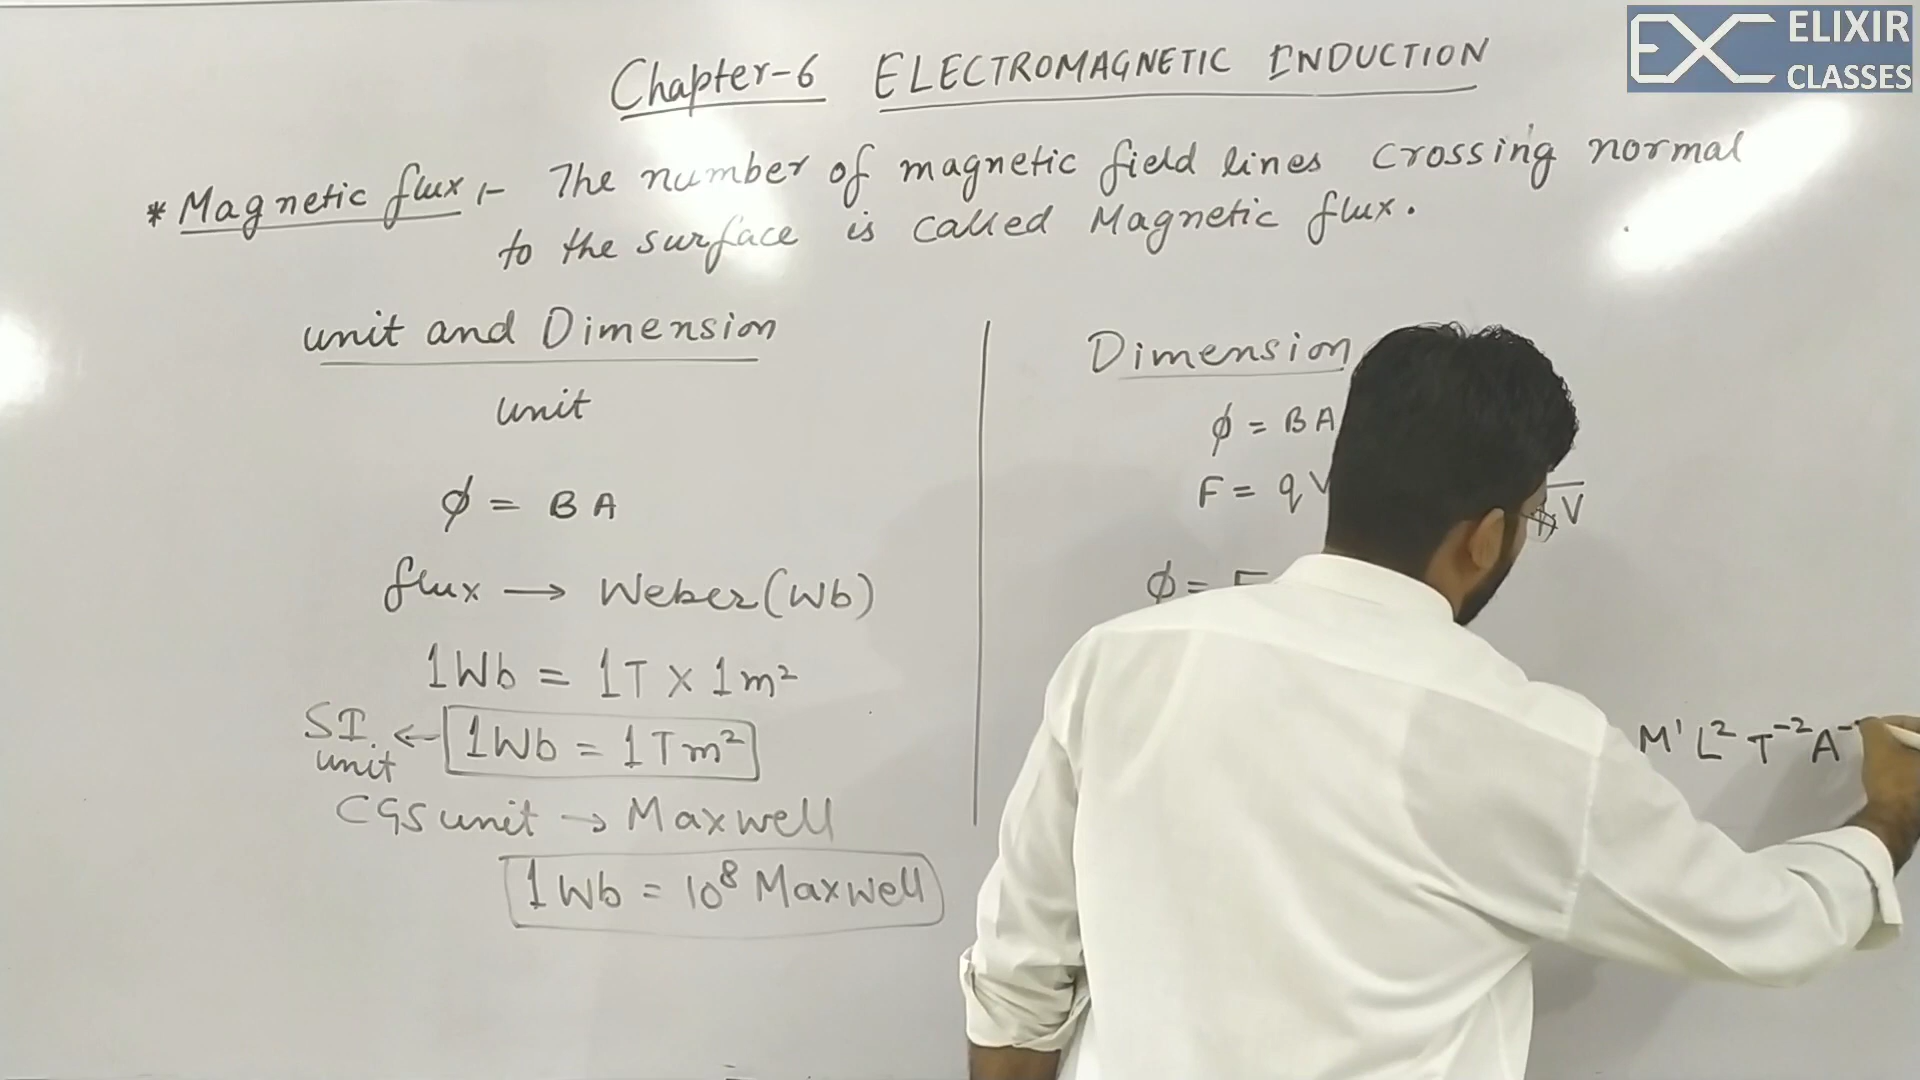 ELIXIR
CLASSES
Chapter-6 ELECTROMAGNETIC INDUCTION
* Magnetic flux :- The number of magnetic field lines crossing normal
to the surface is called Magnetic flux.
unit and Dimension
unit
ϕ = BA
flux → Weber(Wb)
1Wb = 1T × 1m²
SI unit ← 1Wb = 1Tm²
CGS unit → Maxwell
1Wb = 10⁸ Maxwell
Dimension
ϕ = BA
F = qV
V
ϕ =
M¹L²T⁻²A⁻